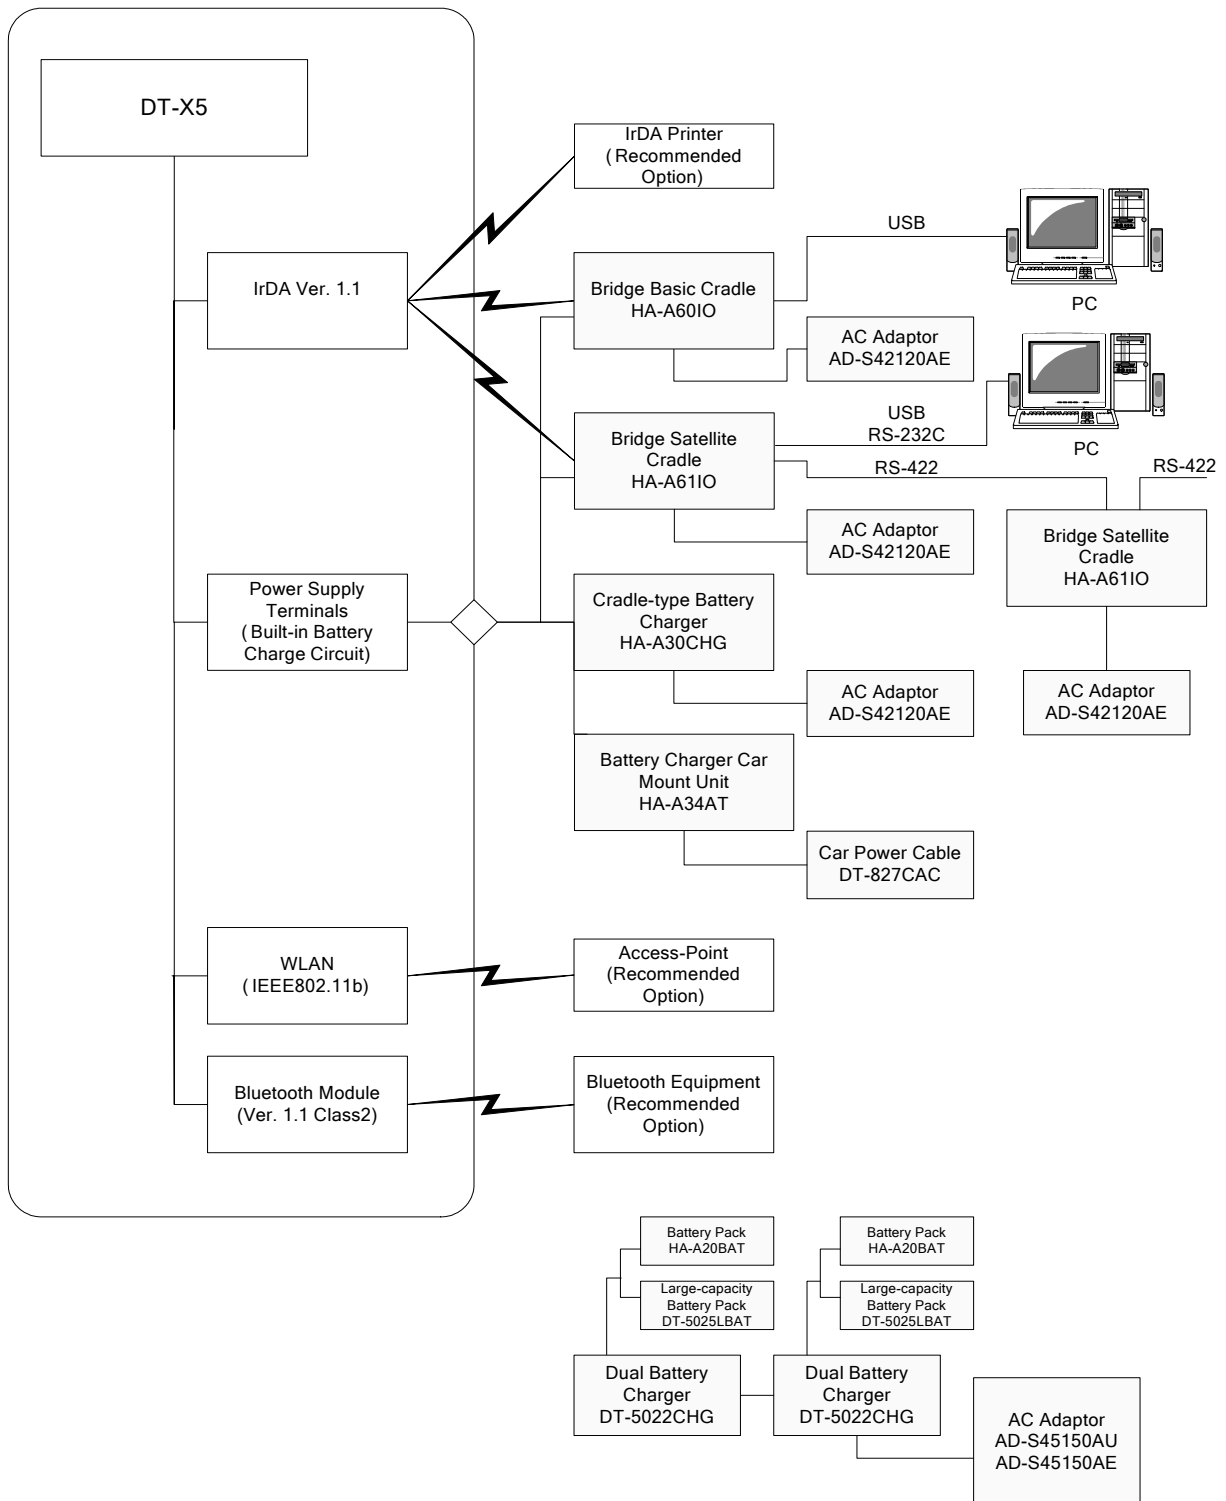 DT-X5
IrDA Printer
( Recommended
Option)
USB
IrDA Ver. 1.1
Bridge Basic Cradle
HA-A60IO
PC
AC Adaptor
AD-S42120AE
USB
RS-232C
Bridge Satellite
Cradle
HA-A61IO
PC
RS-422
RS-422
AC Adaptor
AD-S42120AE
Bridge Satellite
Cradle
HA-A61IO
Power Supply
Terminals
( Built-in Battery
Charge Circuit)
Cradle-type Battery
Charger
HA-A30CHG
AC Adaptor
AD-S42120AE
AC Adaptor
AD-S42120AE
Battery Charger Car
Mount Unit
HA-A34AT
Car Power Cable
DT-827CAC
WLAN
( IEEE802.11b)
Access-Point
(Recommended
Option)
Bluetooth Module
(Ver. 1.1 Class2)
Bluetooth Equipment
(Recommended
Option)
Battery Pack
HA-A20BAT
Battery Pack
HA-A20BAT
Large-capacity
Battery Pack
DT-5025LBAT
Large-capacity
Battery Pack
DT-5025LBAT
Dual Battery
Charger
DT-5022CHG
Dual Battery
Charger
DT-5022CHG
AC Adaptor
AD-S45150AU
AD-S45150AE